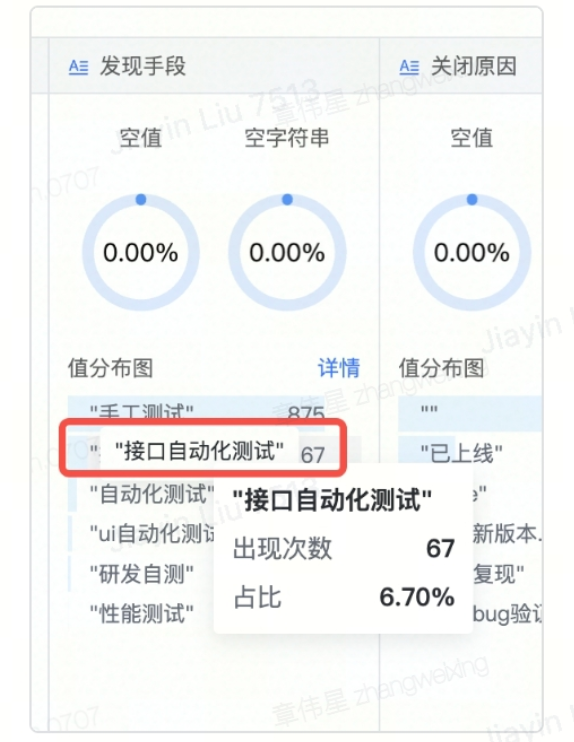 发现手段
关闭原因
空值
空字符串
空值
0.00%
0.00%
0.00%
值分布图
详情
值分布图
"手工测试"
875
""
"接口自动化测试"
67
"已上线"
"自动化测试"
"接口自动化测试"
"ui自动化测试
出现次数
67
新版本.
"研发自测"
占比
6.70%
复现"
"性能测试"
bug验证
Jiayin Liu 7513
章伟星 zhangweixing